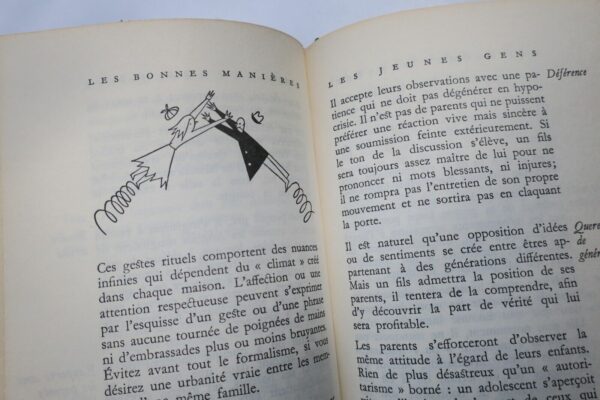 LES BONNES MANIÈRES
Ces gestes rituels comportent des nuances
infinies qui dépendent du « climat » créé
dans chaque maison. L'affection ou une
attention respectueuse peuvent s'exprimer
par l'esquisse d'un geste ou d'une phrase
sans aucune tournée de poignées de mains
ni d'embrassades plus ou moins bruyantes.
Évitez avant tout le formalisme, si vous
désirez une urbanité vraie entre les mem-
d'une même famille.
LES JEUNES GENS
Il accepte leurs observations avec une pa-
tience qui ne doit pas dégénérer en hypo-
crisie. Il n'est pas de parents qui ne puissent
préférer une réaction vive mais sincère à
une soumission feinte extérieurement. Si
le ton de la discussion s'élève, un fils
sera toujours assez maître de lui pour ne
prononcer ni mots blessants, ni injures;
il ne rompra pas l'entretien de son propre
mouvement et ne sortira pas en claquant
la porte.
Déférence
Il est naturel qu'une opposition d'idées
ou de sentiments se crée entre êtres ap-
partenant à des générations différentes.
Mais un fils admettra la position de ses
parents, il tentera de la comprendre, afin
d'y découvrir la part de vérité qui lui
sera profitable.
Quere
de
génér
Les parents s'efforceront d'observer la
même attitude à l'égard de leurs enfants.
Rien de plus désastreux qu'un « autori-
tarisme » borné : un adolescent s'aperçoit